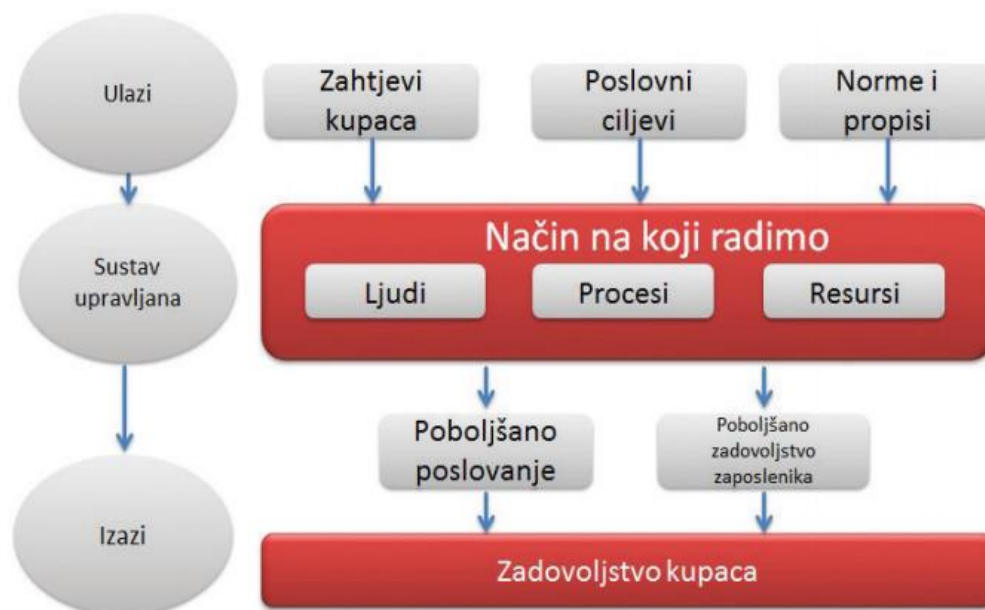 Ulazi
Zahtjevi
kupaca
Poslovni
ciljevi
Norme i
propisi
Sustav
upravljana
Način na koji radimo
Ljudi
Procesi
Resursi
Poboljšano
poslovanje
Poboljšano
zadovoljstvo
zaposlenika
Izazi
Zadovoljstvo kupaca